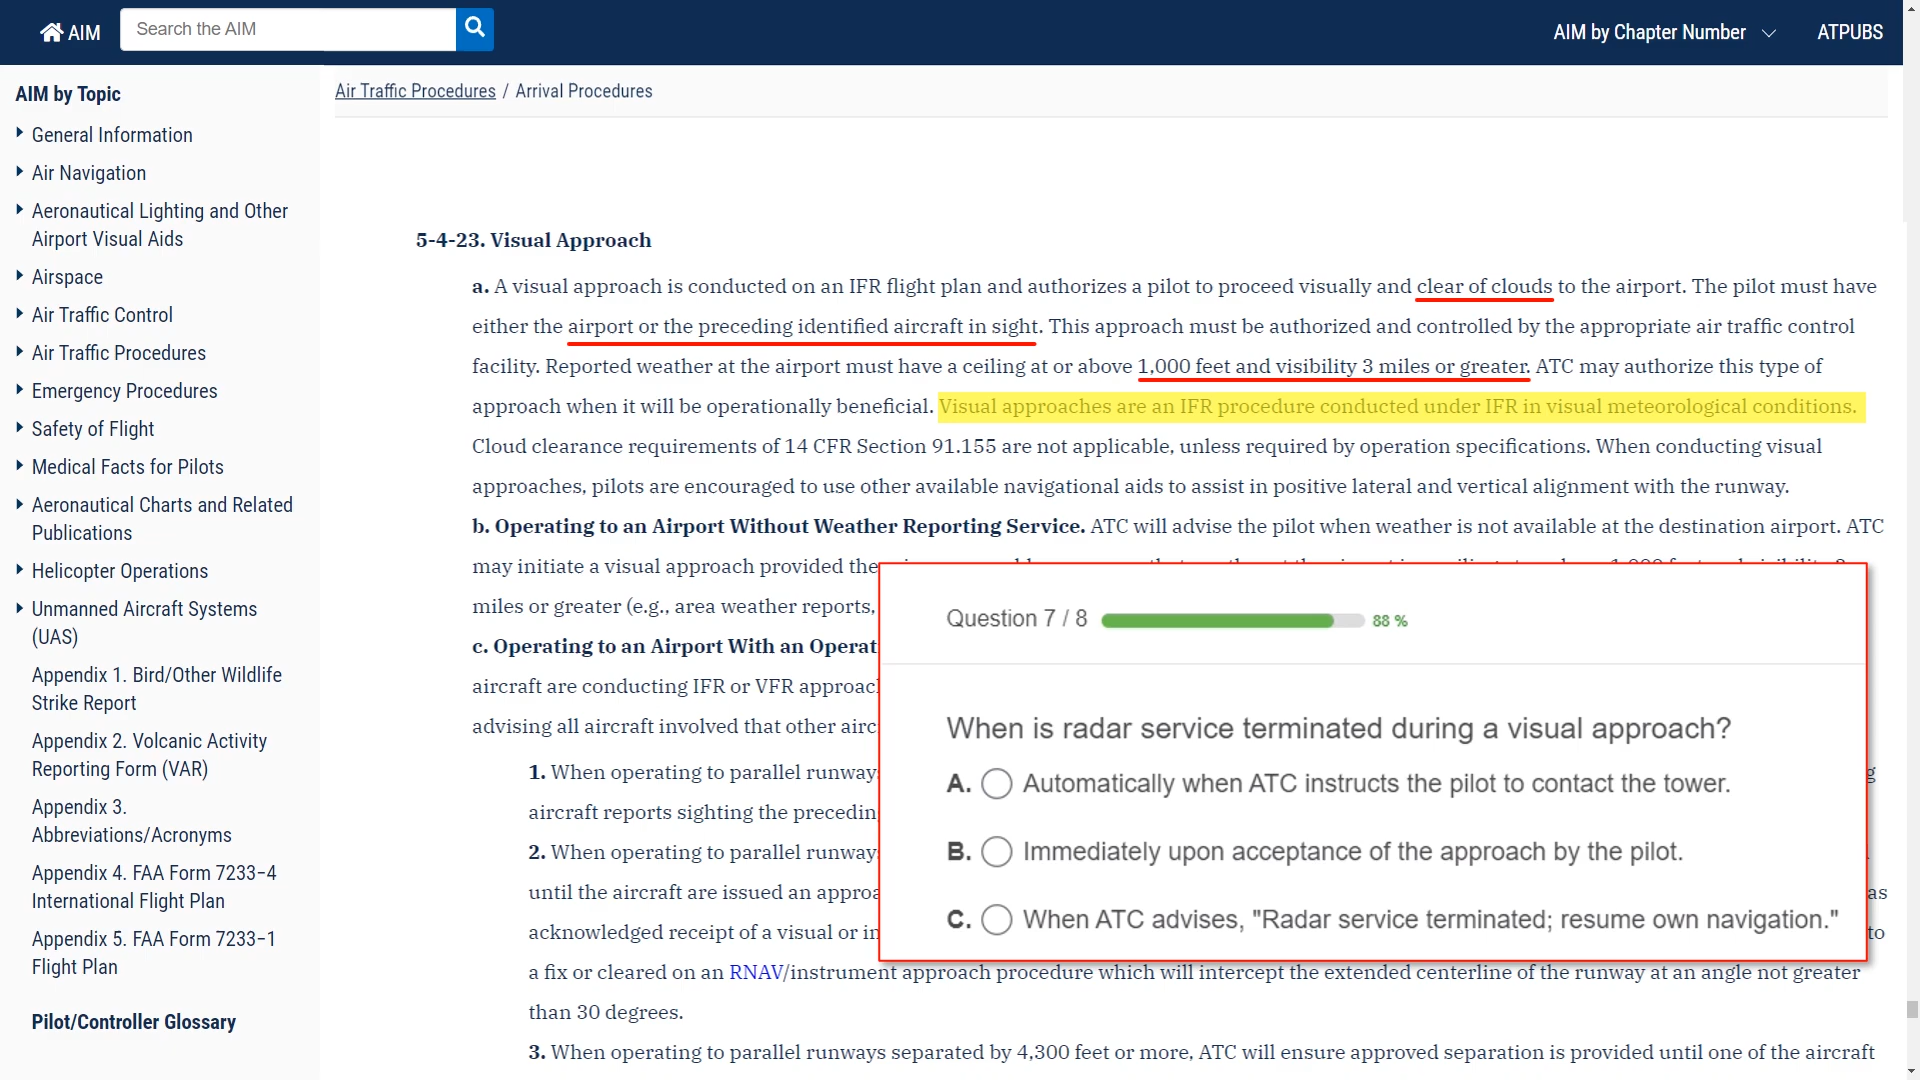 AIM
Search the AIM
AIM by Chapter Number
ATPUBS
AIM by Topic
General Information
Air Navigation
Aeronautical Lighting and Other
Airport Visual Aids
Airspace
Air Traffic Control
Air Traffic Procedures
Emergency Procedures
Safety of Flight
Medical Facts for Pilots
Aeronautical Charts and Related
Publications
Helicopter Operations
Unmanned Aircraft Systems
(UAS)
Appendix 1. Bird/Other Wildlife
Strike Report
Appendix 2. Volcanic Activity
Reporting Form (VAR)
Appendix 3.
Abbreviations/Acronyms
Appendix 4. FAA Form 7233-4
International Flight Plan
Appendix 5. FAA Form 7233-1
Flight Plan
Pilot/Controller Glossary
Air Traffic Procedures / Arrival Procedures
5-4-23. Visual Approach
a. A visual approach is conducted on an IFR flight plan and authorizes a pilot to proceed visually and clear of clouds to the airport. The pilot must have
either the airport or the preceding identified aircraft in sight. This approach must be authorized and controlled by the appropriate air traffic control
facility. Reported weather at the airport must have a ceiling at or above 1,000 feet and visibility 3 miles or greater. ATC may authorize this type of
approach when it will be operationally beneficial. Visual approaches are an IFR procedure conducted under IFR in visual meteorological conditions.
Cloud clearance requirements of 14 CFR Section 91.155 are not applicable, unless required by operation specifications. When conducting visual
approaches, pilots are encouraged to use other available navigational aids to assist in positive lateral and vertical alignment with the runway.
b. Operating to an Airport Without Weather Reporting Service. ATC will advise the pilot when weather is not available at the destination airport. ATC
may initiate a visual approach provided the
miles or greater (e.g., area weather reports,
c. Operating to an Airport With an Operat
aircraft are conducting IFR or VFR approac
advising all aircraft involved that other airc
1. When operating to parallel runway
aircraft reports sighting the precedin
2. When operating to parallel runway
until the aircraft are issued an approa
as
acknowledged receipt of a visual or in
to
a fix or cleared on an RNAV/instrument approach procedure which will intercept the extended centerline of the runway at an angle not greater
than 30 degrees.
3. When operating to parallel runways separated by 4,300 feet or more, ATC will ensure approved separation is provided until one of the aircraft
Question 7 / 8
88 %
When is radar service terminated during a visual approach?
A. Automatically when ATC instructs the pilot to contact the tower.
B. Immediately upon acceptance of the approach by the pilot.
C. When ATC advises, "Radar service terminated; resume own navigation."